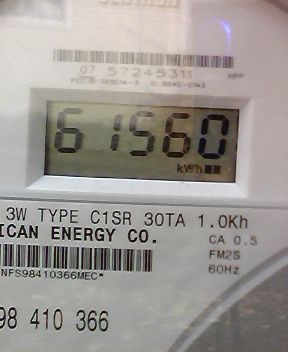 07 57245311 HPP
61560
kWh
3W TYPE C1SR 30TA 1.0Kh
ICAN ENERGY CO.
CA 0.5
FM2S
60Hz
NFS98410366MEC*
98 410 366